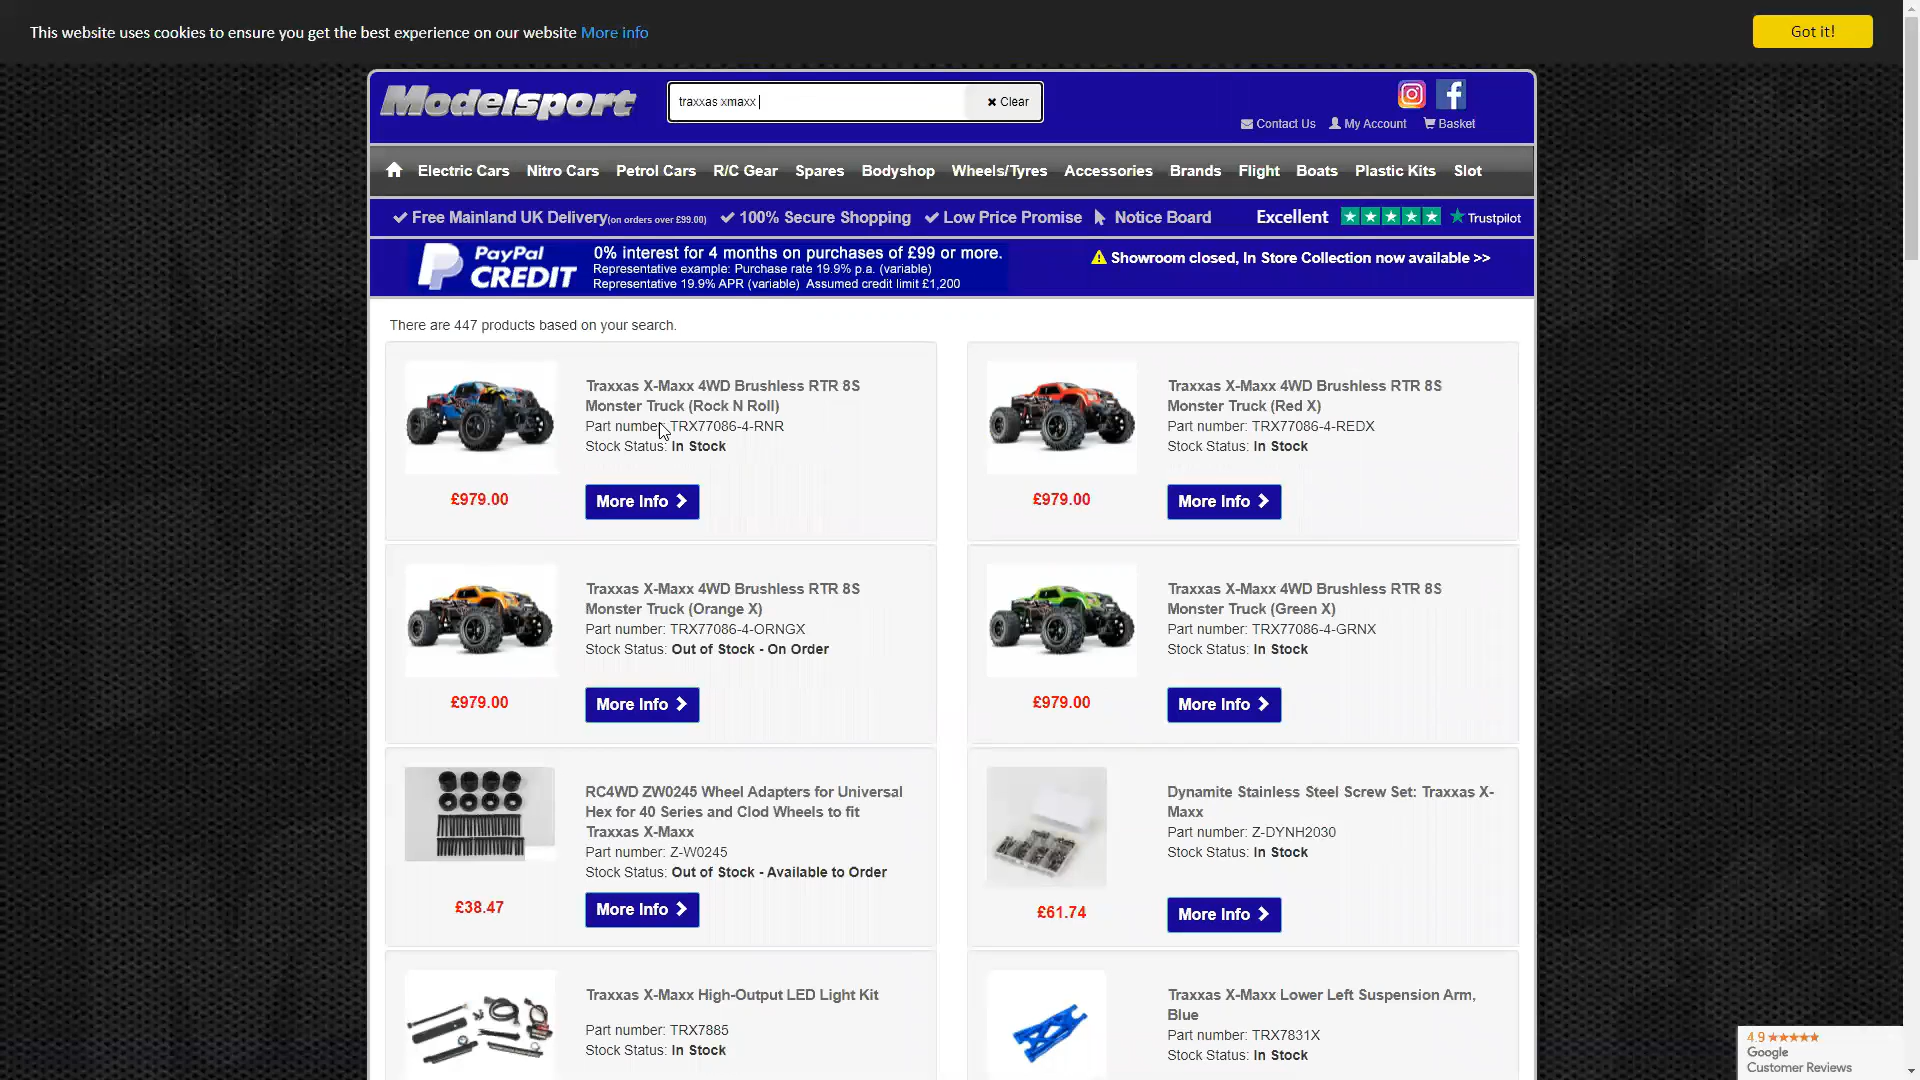 This website uses cookies to ensure you get the best experience on our website More info
Got it!
Modelsport
traxxas xmaxx
✖ Clear
Contact Us
My Account
Basket
Electric Cars
Nitro Cars
Petrol Cars
R/C Gear
Spares
Bodyshop
Wheels/Tyres
Accessories
Brands
Flight
Boats
Plastic Kits
Slot
Free Mainland UK Delivery(on orders over £99.00)
100% Secure Shopping
Low Price Promise
Notice Board
Excellent
Trustpilot
PayPal
CREDIT
0% interest for 4 months on purchases of £99 or more.
Representative example: Purchase rate 19.9% p.a. (variable)
Representative 19.9% APR (variable) Assumed credit limit £1,200
Showroom closed, In Store Collection now available >>
There are 447 products based on your search.
Traxxas X-Maxx 4WD Brushless RTR 8S
Monster Truck (Rock N Roll)
Part number: TRX77086-4-RNR
Stock Status: In Stock
£979.00
More Info
Traxxas X-Maxx 4WD Brushless RTR 8S
Monster Truck (Red X)
Part number: TRX77086-4-REDX
Stock Status: In Stock
£979.00
More Info
Traxxas X-Maxx 4WD Brushless RTR 8S
Monster Truck (Orange X)
Part number: TRX77086-4-ORNGX
Stock Status: Out of Stock - On Order
£979.00
More Info
Traxxas X-Maxx 4WD Brushless RTR 8S
Monster Truck (Green X)
Part number: TRX77086-4-GRNX
Stock Status: In Stock
£979.00
More Info
RC4WD ZW0245 Wheel Adapters for Universal
Hex for 40 Series and Clod Wheels to fit
Traxxas X-Maxx
Part number: Z-W0245
Stock Status: Out of Stock - Available to Order
£38.47
More Info
Dynamite Stainless Steel Screw Set: Traxxas X-
Maxx
Part number: Z-DYNH2030
Stock Status: In Stock
£61.74
More Info
Traxxas X-Maxx High-Output LED Light Kit
Part number: TRX7885
Stock Status: In Stock
Traxxas X-Maxx Lower Left Suspension Arm,
Blue
Part number: TRX7831X
Stock Status: In Stock
4.9
Google
Customer Reviews